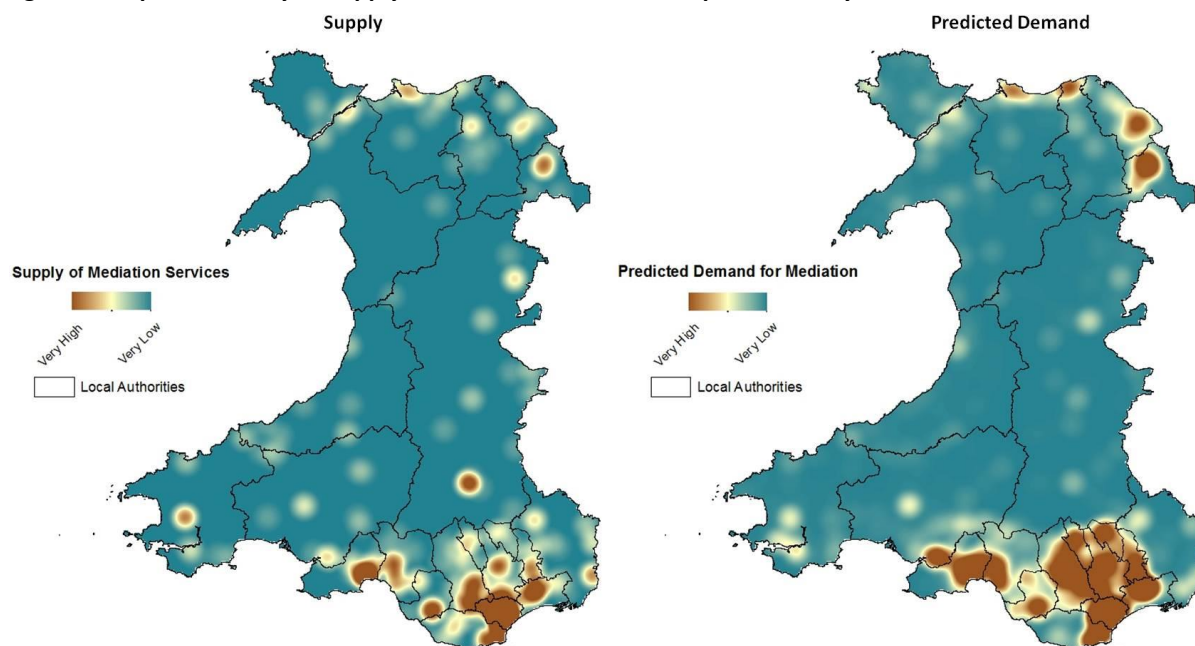 Supply
Predicted Demand
Supply of Mediation Services
Very High
Very Low
Local Authorities
Predicted Demand for Mediation
Very High
Very Low
Local Authorities